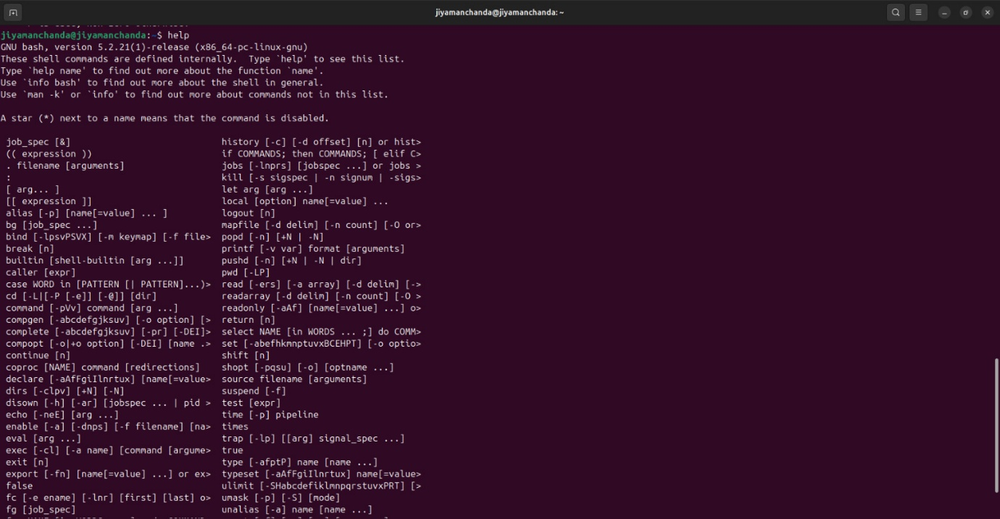 jiyamanchanda@jiyamanchanda: ~
jiyamanchanda@jiyamanchanda:~$ help
GNU bash, version 5.2.21(1)-release (x86_64-pc-linux-gnu)
These shell commands are defined internally.  Type `help' to see this list.
Type `help name' to find out more about the function `name'.
Use `info bash' to find out more about the shell in general.
Use `man -k' or `info' to find out more about commands not in this list.
A star (*) next to a name means that the command is disabled.
job_spec [&]                            history [-c] [-d offset] [n] or hist>
(( expression ))                        if COMMANDS; then COMMANDS; [ elif C>
. filename [arguments]                  jobs [-lnprs] [jobspec ...] or jobs >
:                                       kill [-s sigspec | -n signum | -sigs>
[ arg... ]                              let arg [arg ...]
[[ expression ]]                        local [option] name[=value] ...
alias [-p] [name[=value] ... ]          logout [n]
bg [job_spec ...]                       mapfile [-d delim] [-n count] [-O or>
bind [-lpsvPSVX] [-m keymap] [-f file>  popd [-n] [+N | -N]
break [n]                               printf [-v var] format [arguments]
builtin [shell-builtin [arg ...]]       pushd [-n] [+N | -N | dir]
caller [expr]                           pwd [-LP]
case WORD in [PATTERN [| PATTERN]...)>  read [-ers] [-a array] [-d delim] [->
cd [-L|[-P [-e]] [-@]] [dir]            readarray [-d delim] [-n count] [-O >
command [-pVv] command [arg ...]        readonly [-aAf] [name[=value] ...] o>
compgen [-abcdefgjksuv] [-o option] [>  return [n]
complete [-abcdefgjksuv] [-pr] [-DEI]>  select NAME [in WORDS ... ;] do COMM>
compopt [-o|+o option] [-DEI] [name .>  set [-abefhkmnptuvxBCEHPT] [-o optio>
continue [n]                            shift [n]
coproc [NAME] command [redirections]    shopt [-pqsu] [-o] [optname ...]
declare [-aAfFgiIlnrtux] [name[=value>  source filename [arguments]
dirs [-clpv] [+N] [-N]                  suspend [-f]
disown [-h] [-ar] [jobspec ... | pid >  test [expr]
echo [-neE] [arg ...]                   time [-p] pipeline
enable [-a] [-dnps] [-f filename] [na>  times
eval [arg ...]                          trap [-lp] [[arg] signal_spec ...]
exec [-cl] [-a name] [command [argume>  true
exit [n]                                type [-afptP] name [name ...]
export [-fn] [name[=value] ...] or ex>  typeset [-aAfFgiIlnrtux] name[=value>
false                                   ulimit [-SHabcdefiklmnpqrstuvxPRT] [>
fc [-e ename] [-lnr] [first] [last] o>  umask [-p] [-S] [mode]
fg [job_spec]                           unalias [-a] name [name ...]